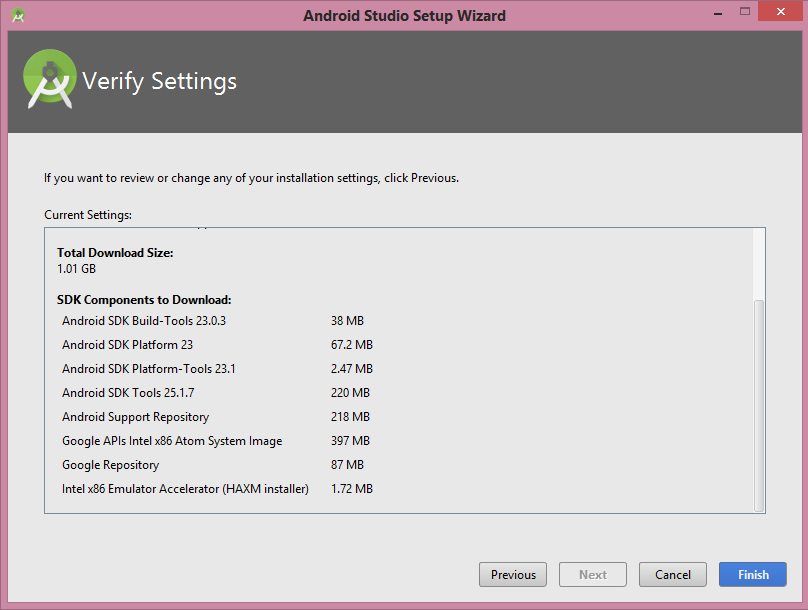 Android Studio Setup Wizard
Verify Settings
If you want to review or change any of your installation settings, click Previous.
Current Settings:
Total Download Size:
1.01 GB
SDK Components to Download:
Android SDK Build-Tools 23.0.3 38 MB
Android SDK Platform 23 67.2 MB
Android SDK Platform-Tools 23.1 2.47 MB
Android SDK Tools 25.1.7 220 MB
Android Support Repository 218 MB
Google APIs Intel x86 Atom System Image 397 MB
Google Repository 87 MB
Intel x86 Emulator Accelerator (HAXM installer) 1.72 MB
Previous Next Cancel Finish